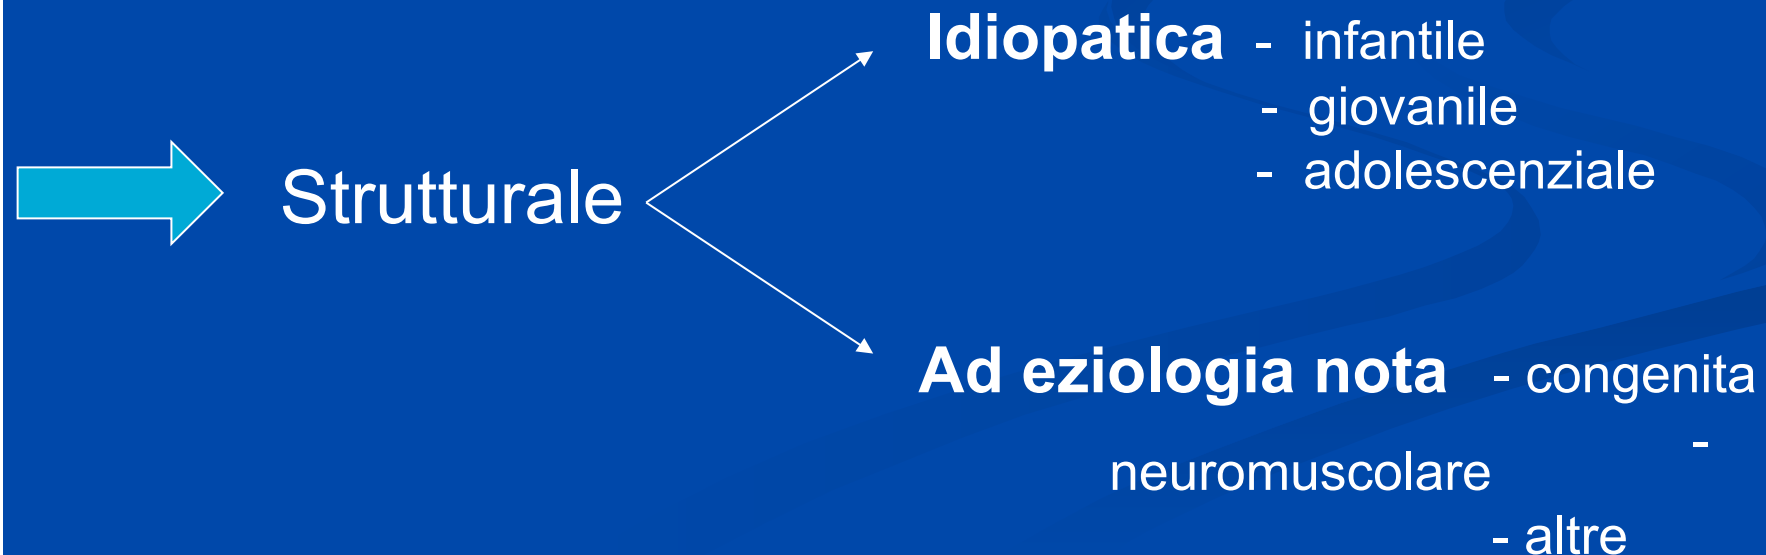 Idiopatica - infantile
- giovanile
- adolescenziale
Strutturale
Ad eziologia nota - congenita
-
neuromuscolare
- altre